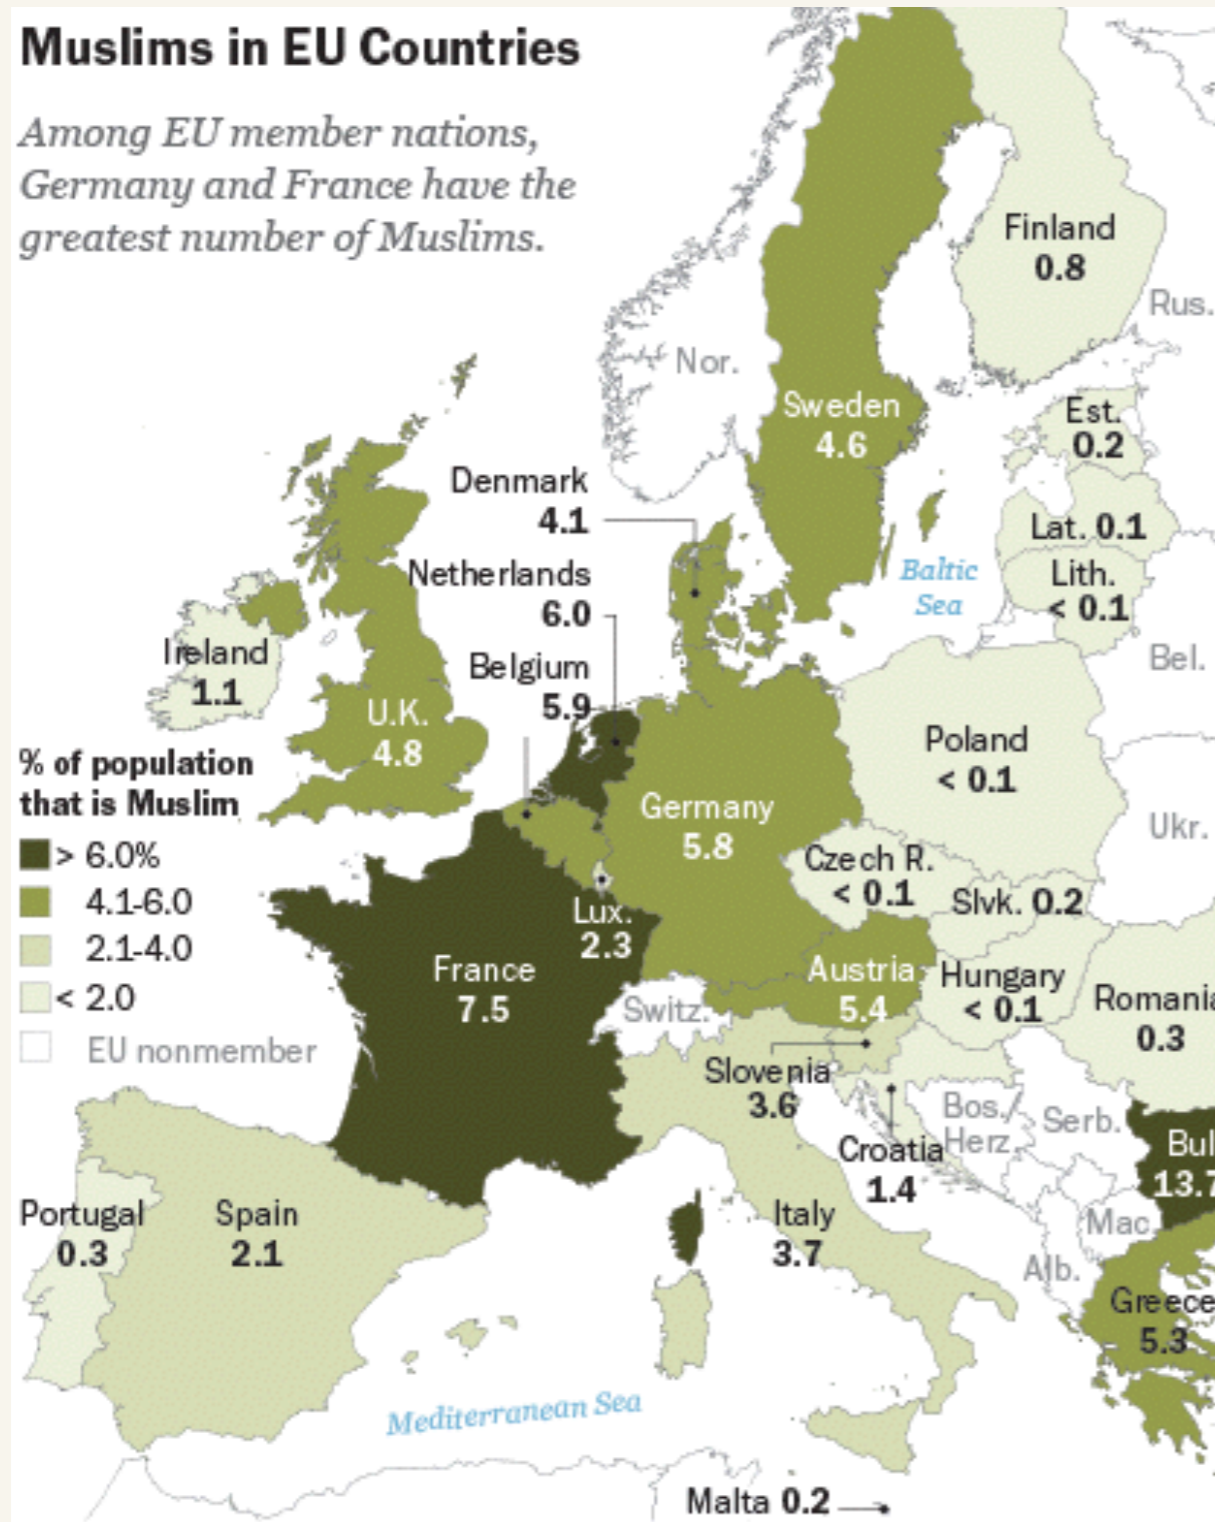 Muslims in EU Countries
Among EU member nations,
Germany and France have the
greatest number of Muslims.
Finland
0.8
Rus.
Nor.
Sweden
4.6
Est.
0.2
Denmark
4.1
Lat. 0.1
Netherlands
6.0
Baltic
Sea
Lith.
< 0.1
Ireland
1.1
Belgium
5.9
Bel.
U.K.
4.8
Poland
< 0.1
% of population
that is Muslim
> 6.0%
4.1-6.0
2.1-4.0
< 2.0
EU nonmember
Germany
5.8
Ukr.
Czech R.
< 0.1
Slvk. 0.2
Lux.
2.3
France
7.5
Austria
5.4
Hungary
< 0.1
Romania
0.3
Switz.
Slovenia
3.6
Bos./
Herz.
Serb.
Croatia
1.4
Bul
13.7
Portugal
0.3
Spain
2.1
Italy
3.7
Mac.
Alb.
Greece
5.3
Mediterranean Sea
Malta 0.2